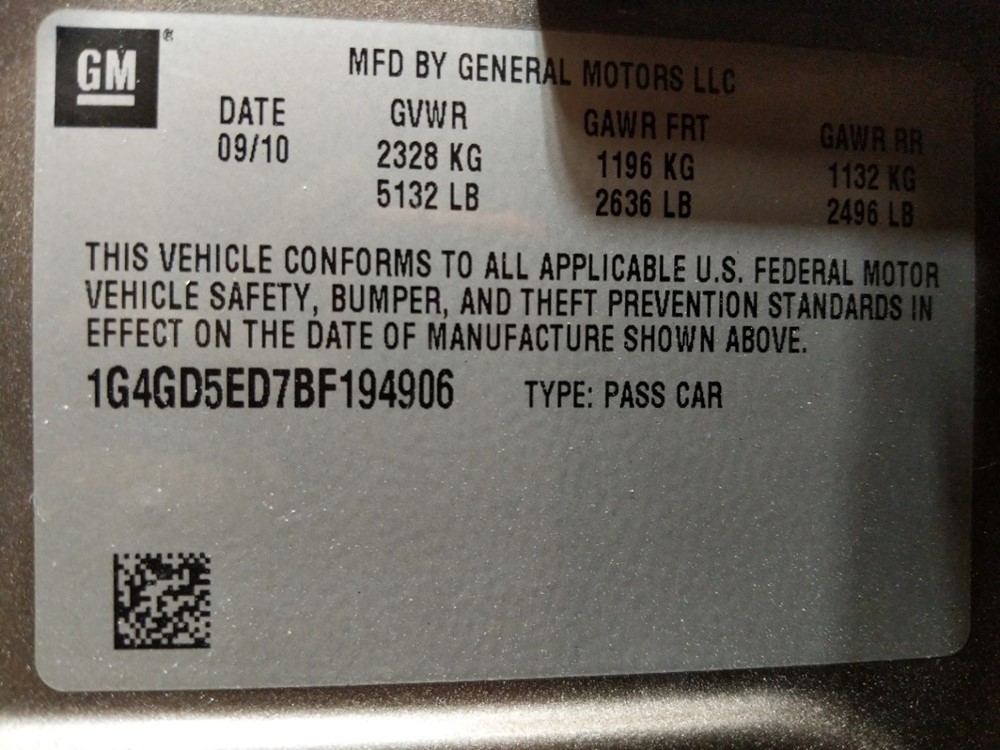 GM ®
MFD BY GENERAL MOTORS LLC
DATE GVWR GAWR FRT GAWR RR
09/10 2328 KG 1196 KG 1132 KG
5132 LB 2636 LB 2496 LB
THIS VEHICLE CONFORMS TO ALL APPLICABLE U.S. FEDERAL MOTOR
VEHICLE SAFETY, BUMPER, AND THEFT PREVENTION STANDARDS IN
EFFECT ON THE DATE OF MANUFACTURE SHOWN ABOVE.
1G4GD5ED7BF194906 TYPE: PASS CAR